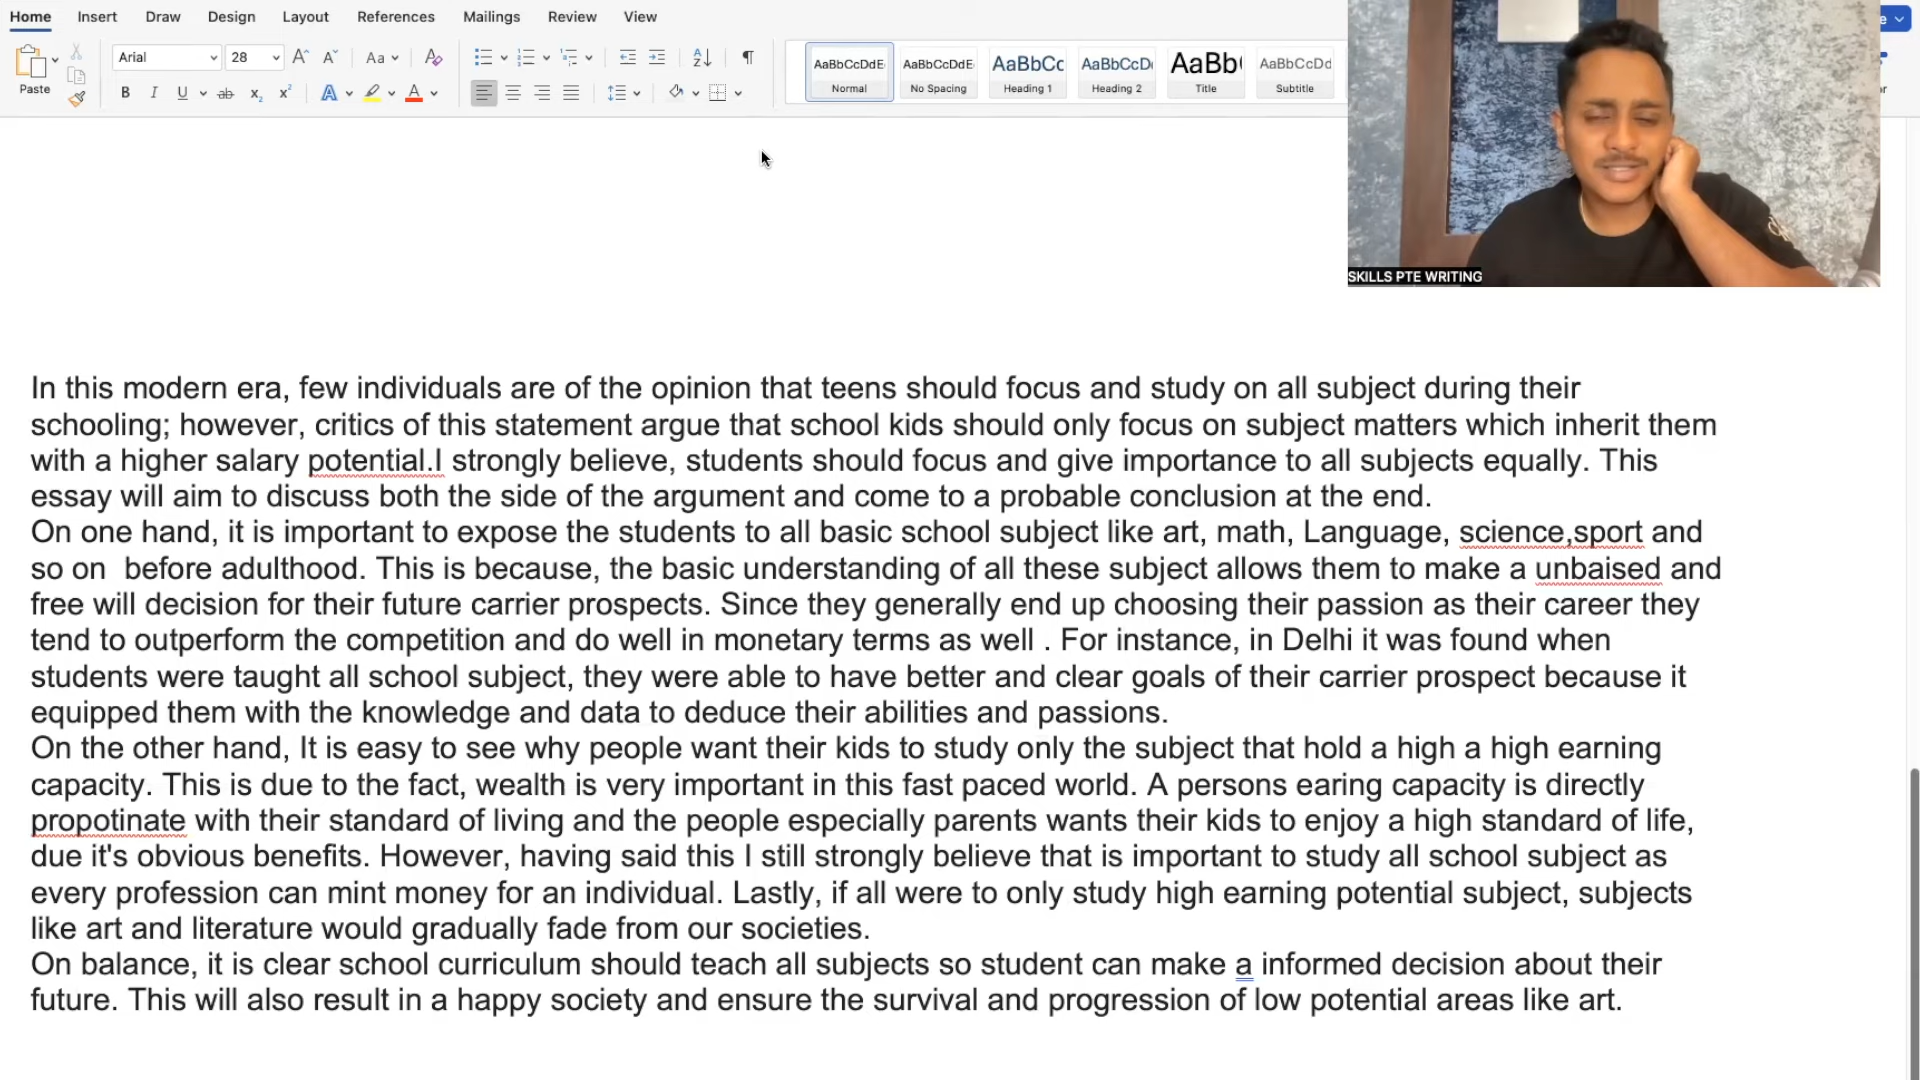 Home Insert Draw Design Layout References Mailings Review View
Paste Arial 28 Aa
AaBbCcDdE AaBbCcDdE AaBbCc AaBbCcD AaBb AaBbCcDd
Normal No Spacing Heading 1 Heading 2 Title Subtitle
SKILLS PTE WRITING
In this modern era, few individuals are of the opinion that teens should focus and study on all subject during their
schooling; however, critics of this statement argue that school kids should only focus on subject matters which inherit them
with a higher salary potential.I strongly believe, students should focus and give importance to all subjects equally. This
essay will aim to discuss both the side of the argument and come to a probable conclusion at the end.
On one hand, it is important to expose the students to all basic school subject like art, math, Language, science,sport and
so on  before adulthood. This is because, the basic understanding of all these subject allows them to make a unbaised and
free will decision for their future carrier prospects. Since they generally end up choosing their passion as their career they
tend to outperform the competition and do well in monetary terms as well . For instance, in Delhi it was found when
students were taught all school subject, they were able to have better and clear goals of their carrier prospect because it
equipped them with the knowledge and data to deduce their abilities and passions.
On the other hand, It is easy to see why people want their kids to study only the subject that hold a high a high earning
capacity. This is due to the fact, wealth is very important in this fast paced world. A persons earing capacity is directly
propotinate with their standard of living and the people especially parents wants their kids to enjoy a high standard of life,
due it's obvious benefits. However, having said this I still strongly believe that is important to study all school subject as
every profession can mint money for an individual. Lastly, if all were to only study high earning potential subject, subjects
like art and literature would gradually fade from our societies.
On balance, it is clear school curriculum should teach all subjects so student can make a informed decision about their
future. This will also result in a happy society and ensure the survival and progression of low potential areas like art.